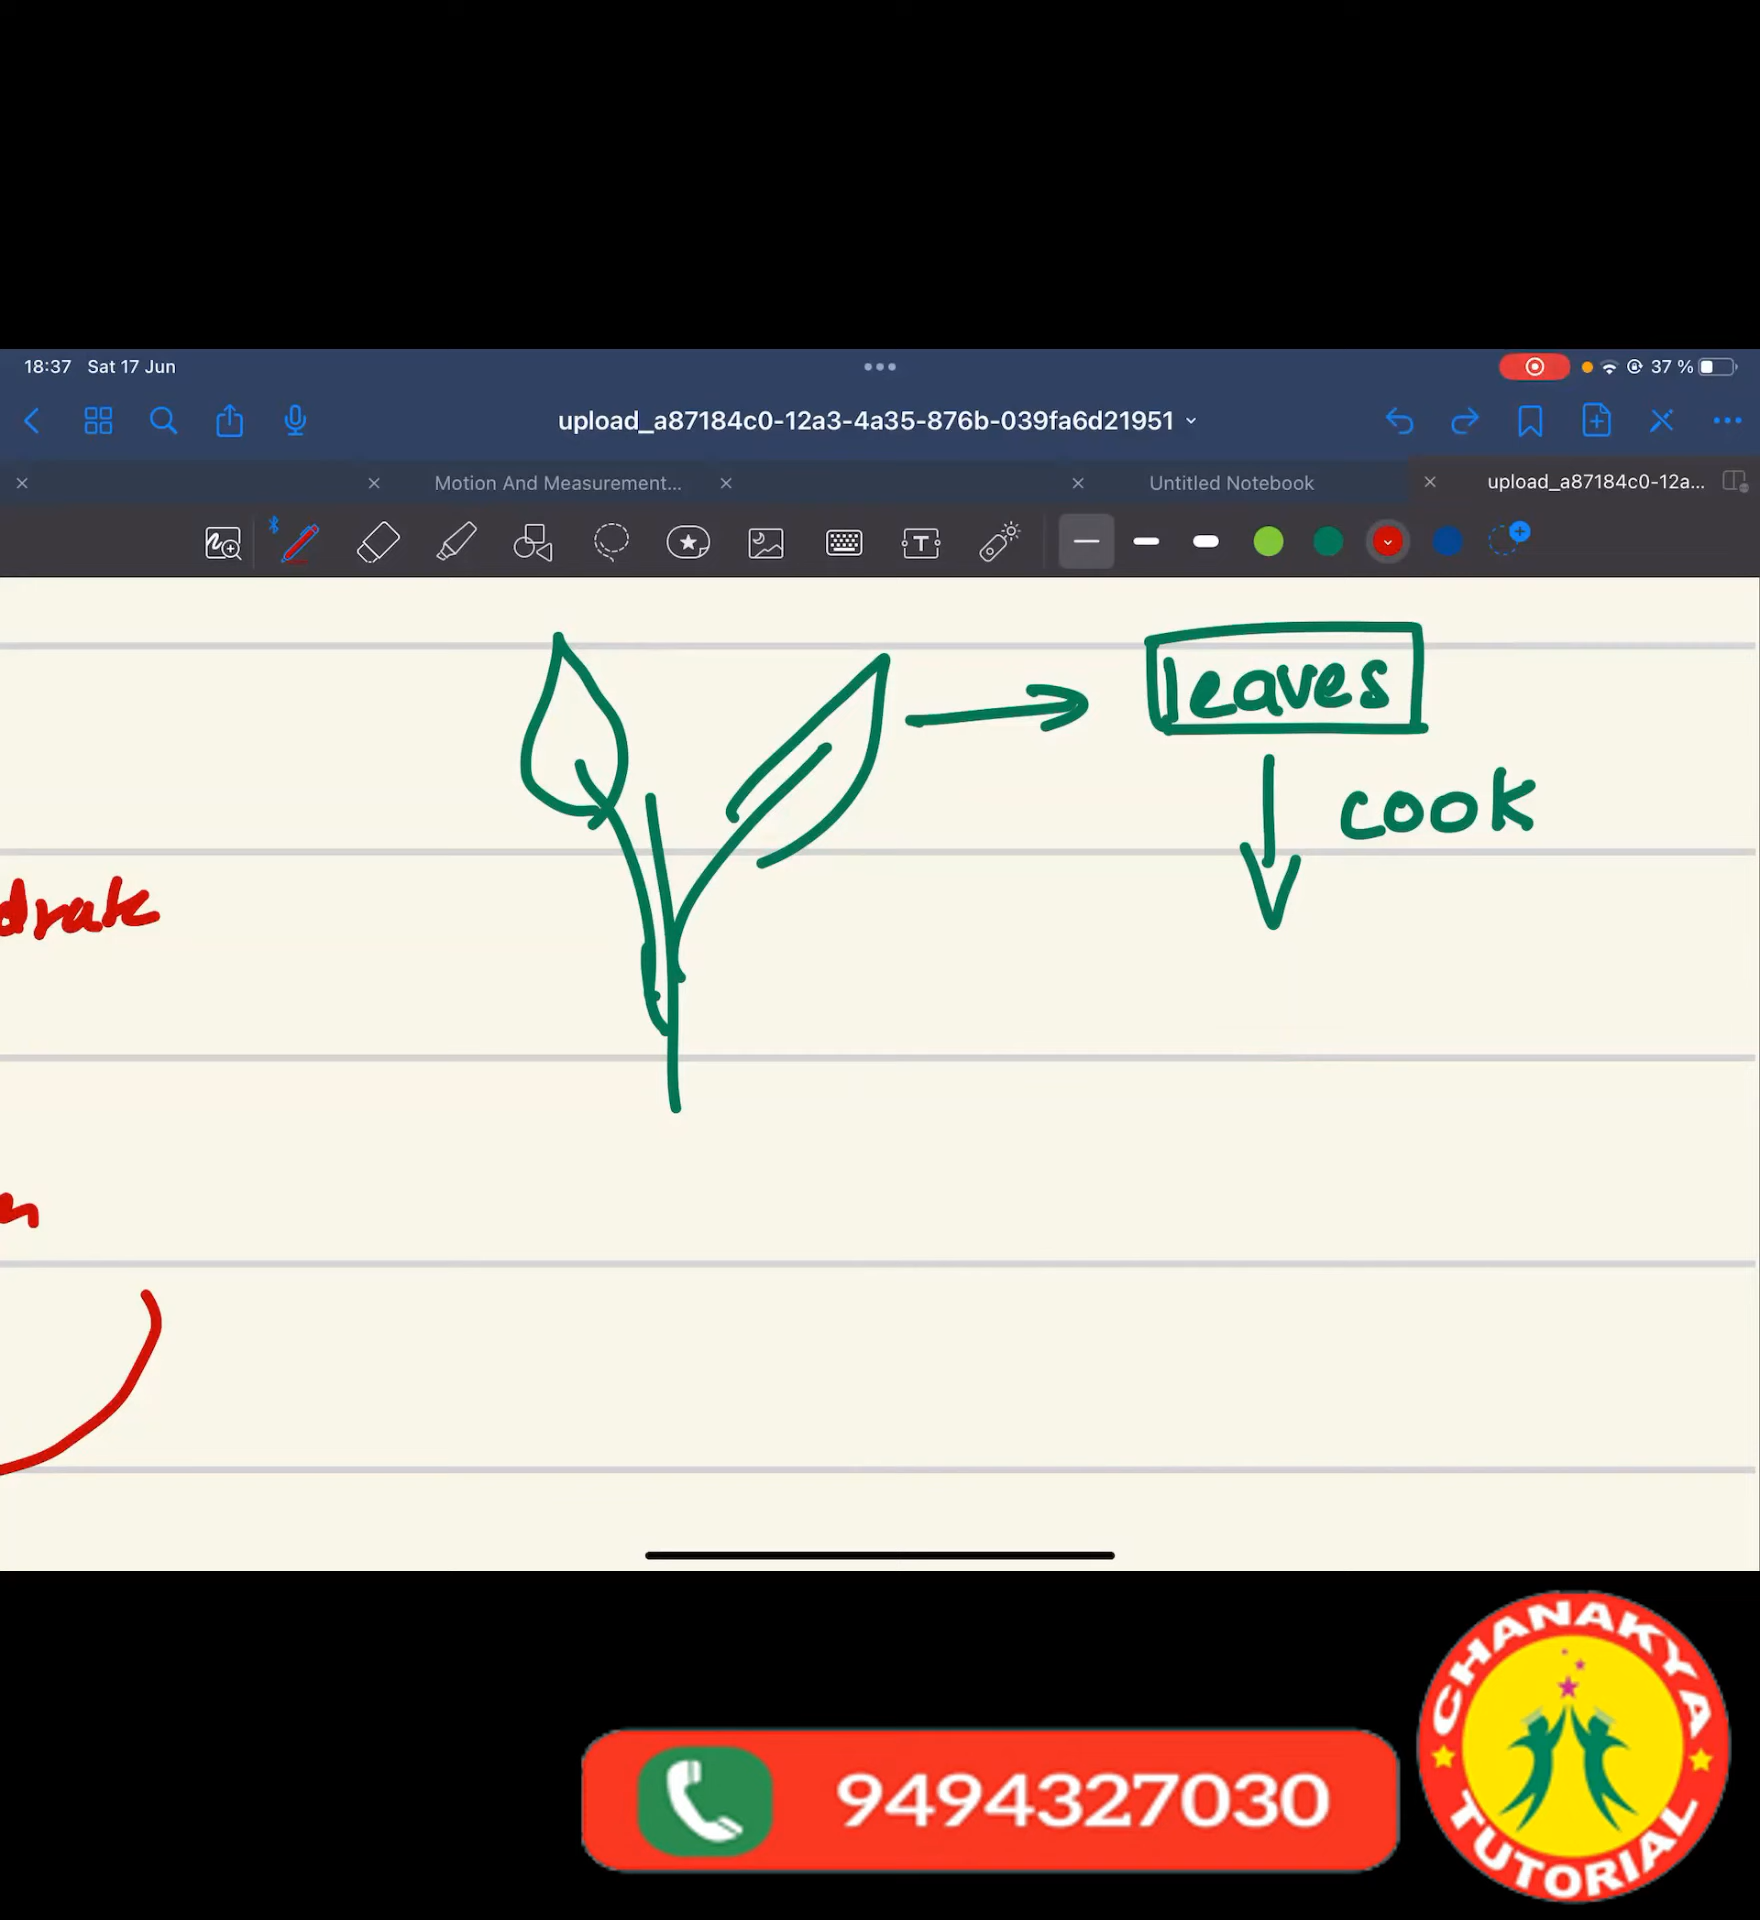 18:37 Sat 17 Jun
37 %
upload_a87184c0-12a3-4a35-876b-039fa6d21951
Motion And Measurement...
Untitled Notebook
upload_a87184c0-12a...
T
leaves
cook
drate
9494327030
CHANAKYA
TUTORIAL